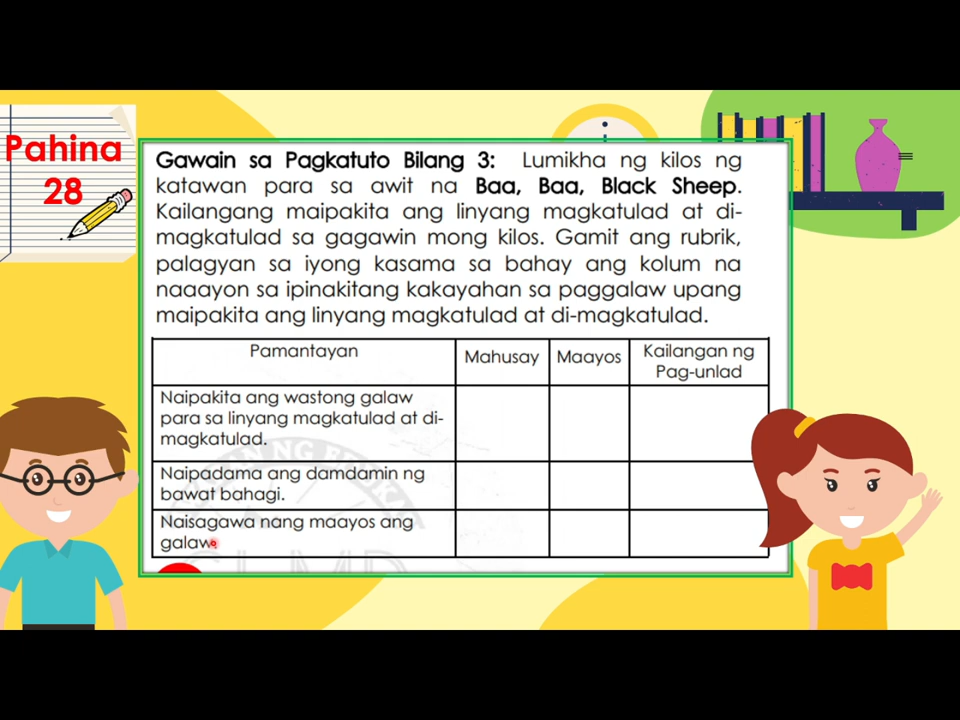 Pahina
28
Gawain sa Pagkatuto Bilang 3: Lumikha ng kilos ng
katawan para sa awit na Baa, Baa, Black Sheep.
Kailangang maipakita ang linyang magkatulad at di-
magkatulad sa gagawin mong kilos. Gamit ang rubrik,
palagyan sa iyong kasama sa bahay ang kolum na
naaayon sa ipinakitang kakayahan sa paggalaw upang
maipakita ang linyang magkatulad at di-magkatulad.
Pamantayan Mahusay Maayos Kailangan ng
Pag-unlad
Naipakita ang wastong galaw
para sa linyang magkatulad at di-
magkatulad.
Naipadama ang damdamin ng
bawat bahagi.
Naisagawa nang maayos ang
galaw.